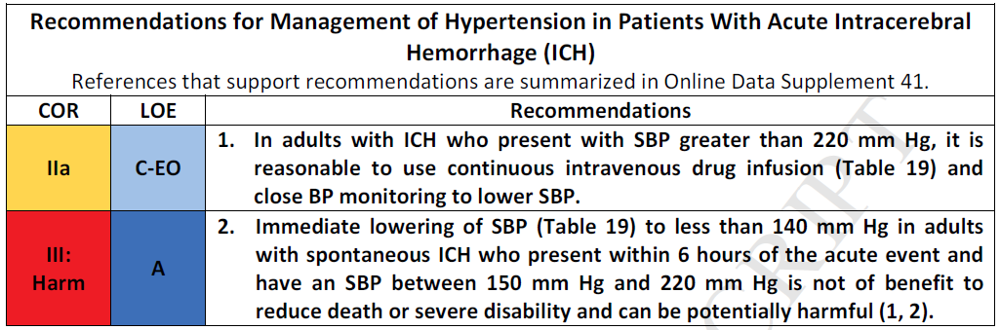 Recommendations for Management of Hypertension in Patients With Acute Intracerebral
Hemorrhage (ICH)
References that support recommendations are summarized in Online Data Supplement 41.
COR LOE Recommendations
IIa C-EO 1. In adults with ICH who present with SBP greater than 220 mm Hg, it is
reasonable to use continuous intravenous drug infusion (Table 19) and
close BP monitoring to lower SBP.
III: Harm A 2. Immediate lowering of SBP (Table 19) to less than 140 mm Hg in adults
with spontaneous ICH who present within 6 hours of the acute event and
have an SBP between 150 mm Hg and 220 mm Hg is not of benefit to
reduce death or severe disability and can be potentially harmful (1, 2).
CRIPT